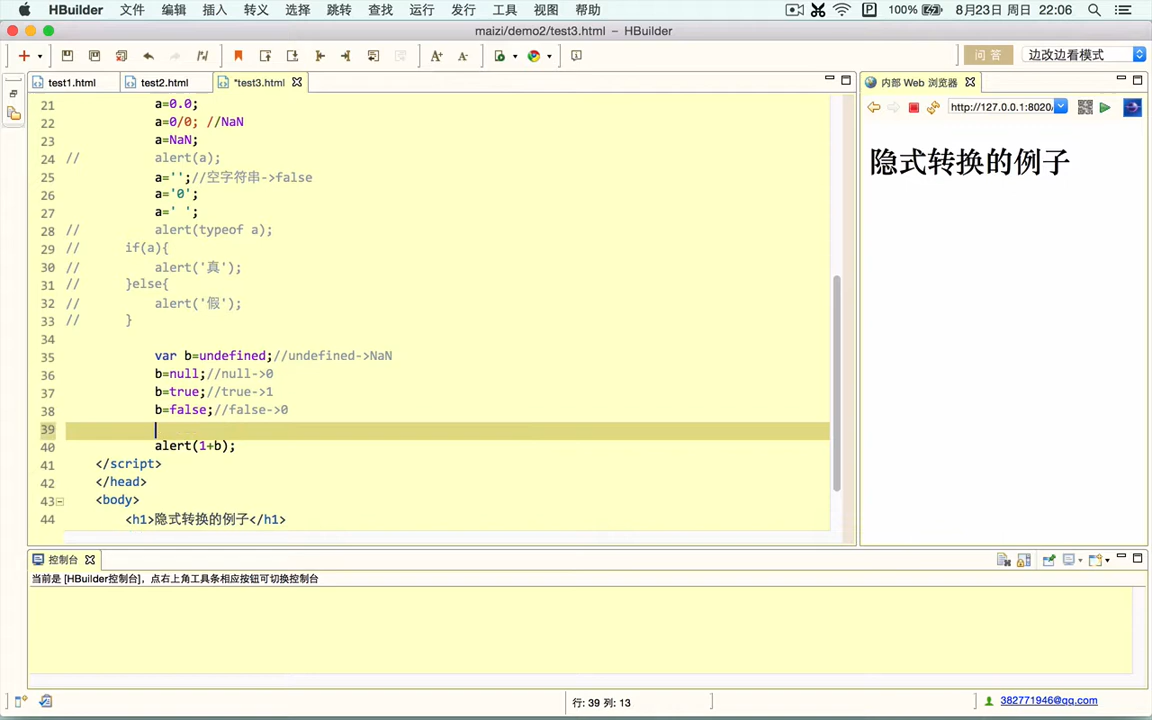 HBuilder 文件 编辑 插入 转义 选择 跳转 查找 运行 发行 工具 视图 帮助 100% 8月23日 周日 22:06
maizi/demo2/test3.html – HBuilder
A+ A- 问 答 边改边看模式
test1.html test2.html *test3.html
内部 Web 浏览器
http://127.0.0.1:8020/
隐式转换的例子
21 a=0.0;
22 a=0/0; //NaN
23 a=NaN;
24 // alert(a);
25 a='';//空字符串->false
26 a='0';
27 a=' ';
28 // alert(typeof a);
29 // if(a){
30 // alert('真');
31 // }else{
32 // alert('假');
33 // }
34
35 var b=undefined;//undefined->NaN
36 b=null;//null->0
37 b=true;//true->1
38 b=false;//false->0
39
40 alert(1+b);
41 </script>
42 </head>
43 <body>
44 <h1>隐式转换的例子</h1>
控制台
当前是 [HBuilder控制台]，点右上角工具条相应按钮可切换控制台
行: 39 列: 13
382771946@qq.com